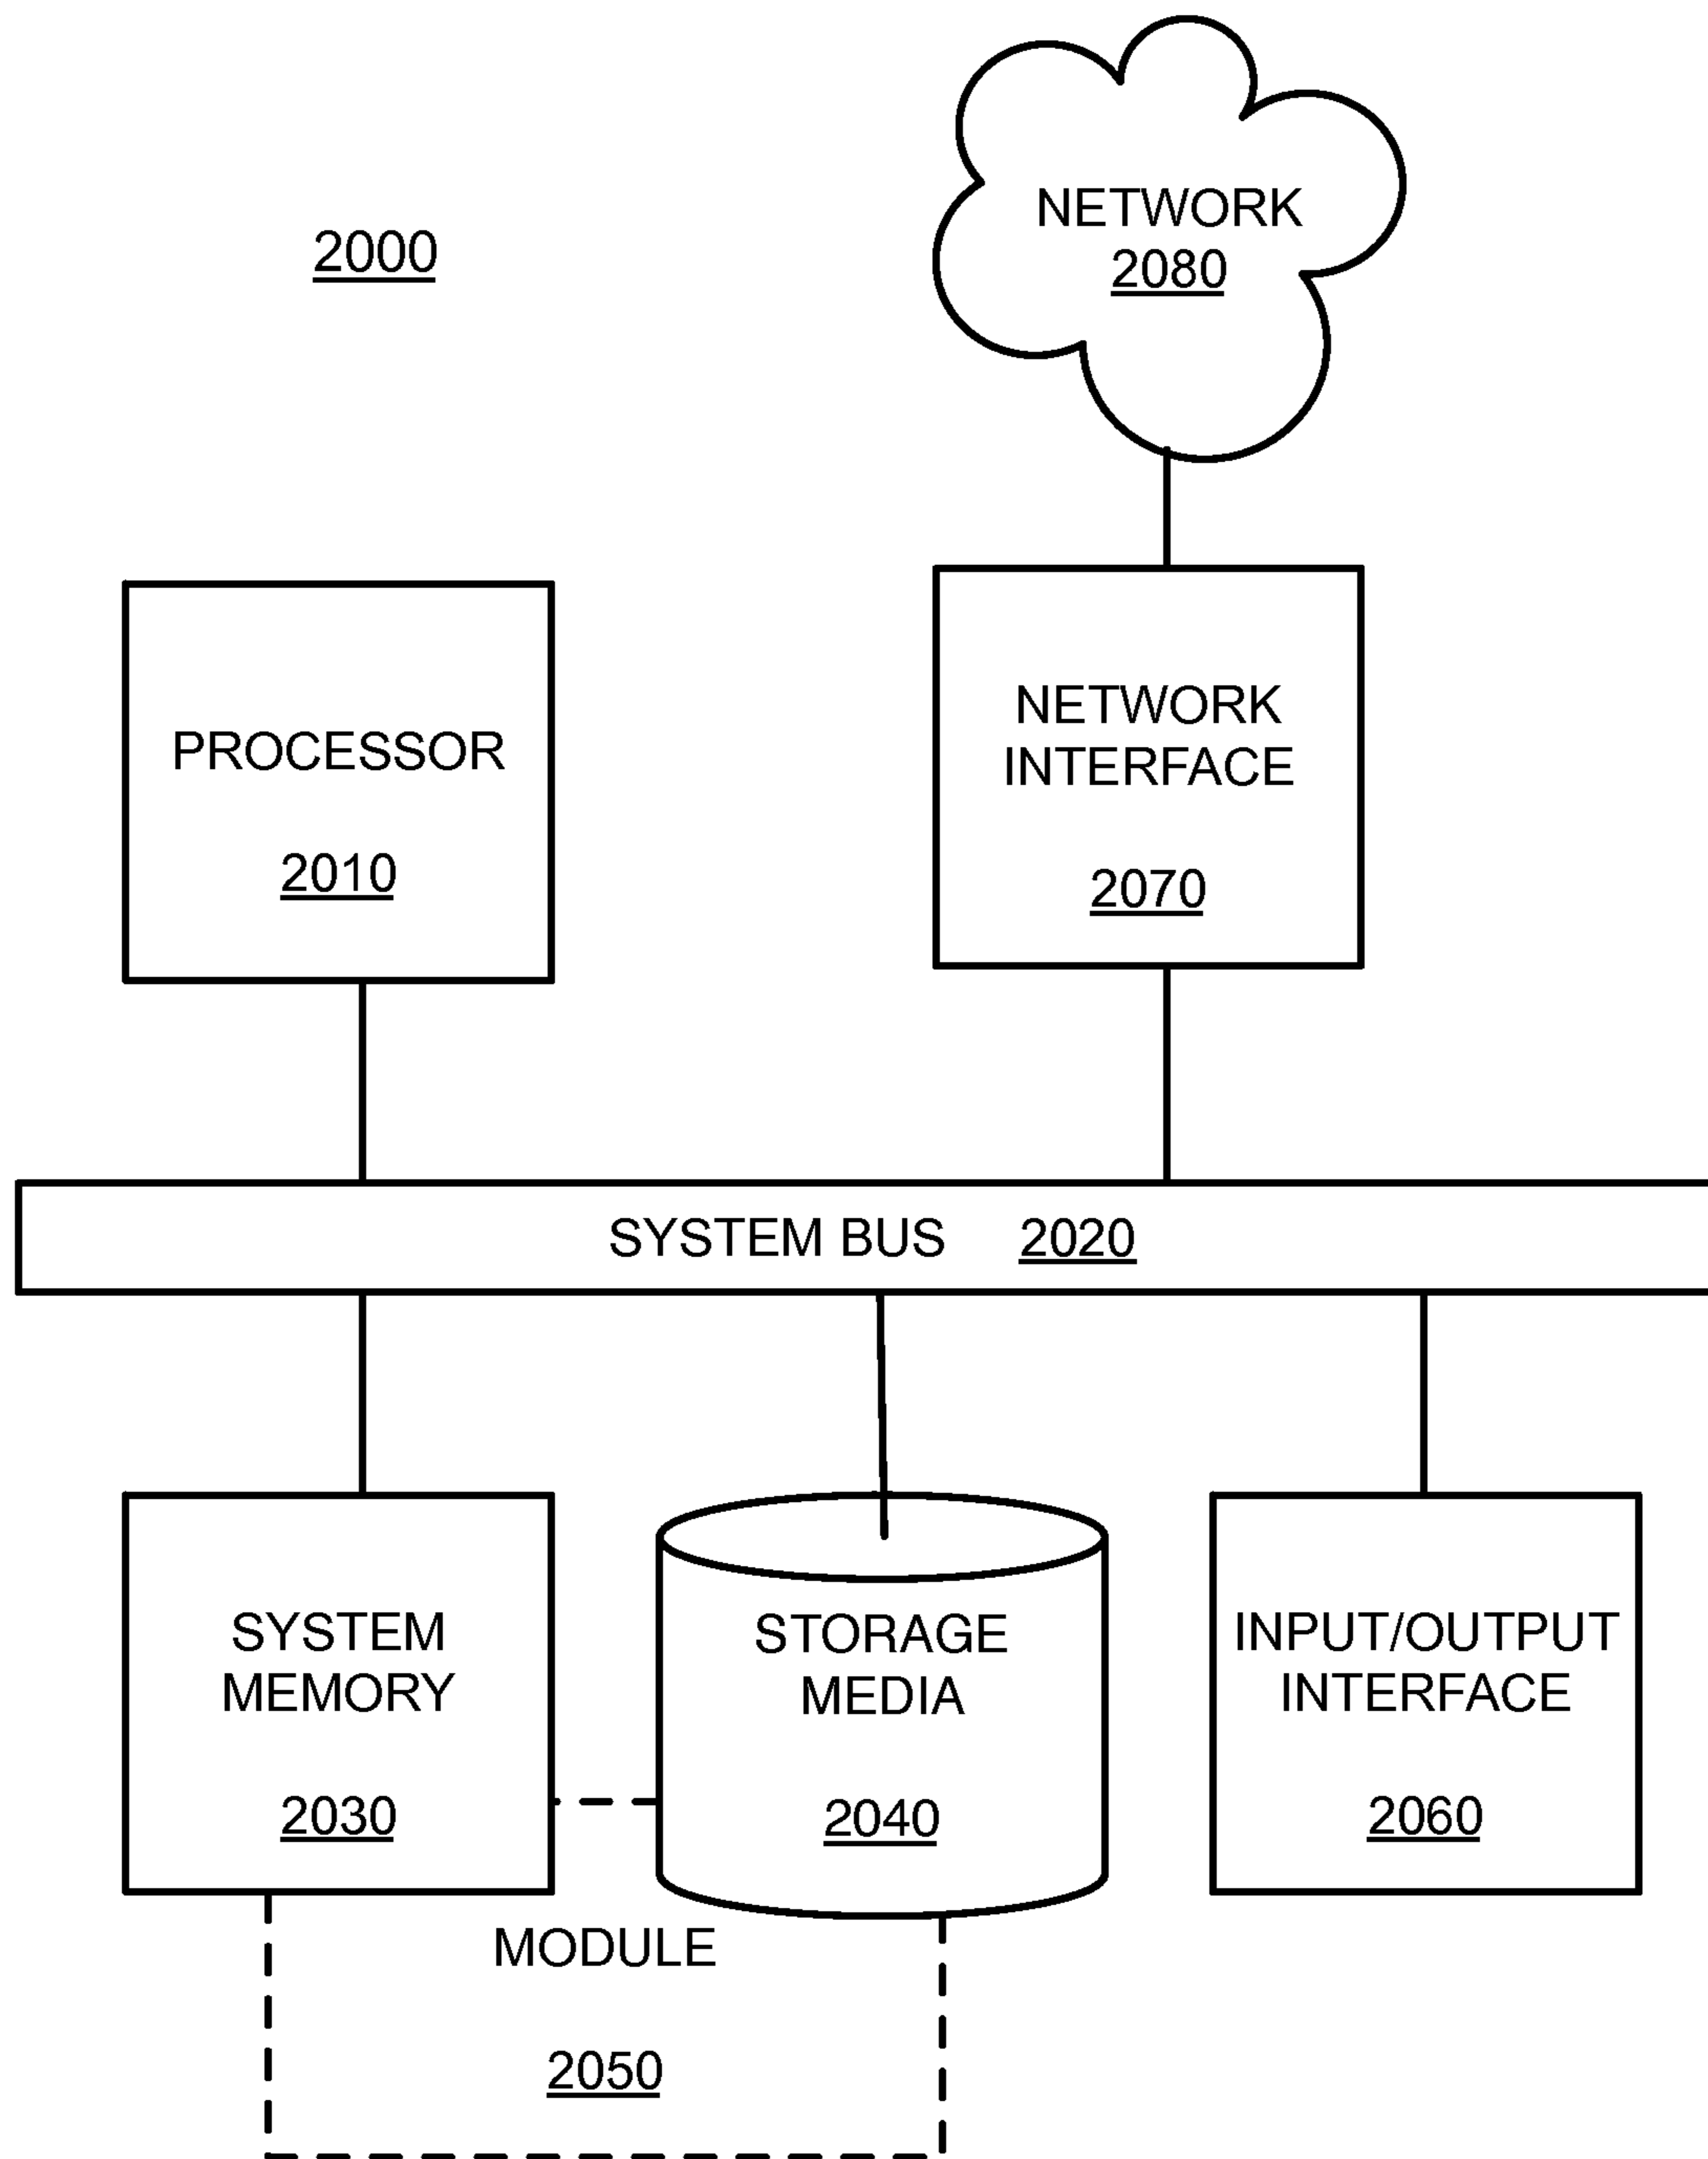 NETWORK
2080
2000
NETWORK
INTERFACE
2070
PROCESSOR
2010
SYSTEM BUS 2020
SYSTEM
MEMORY
2030
STORAGE
MEDIA
2040
INPUT/OUTPUT
INTERFACE
2060
MODULE
2050